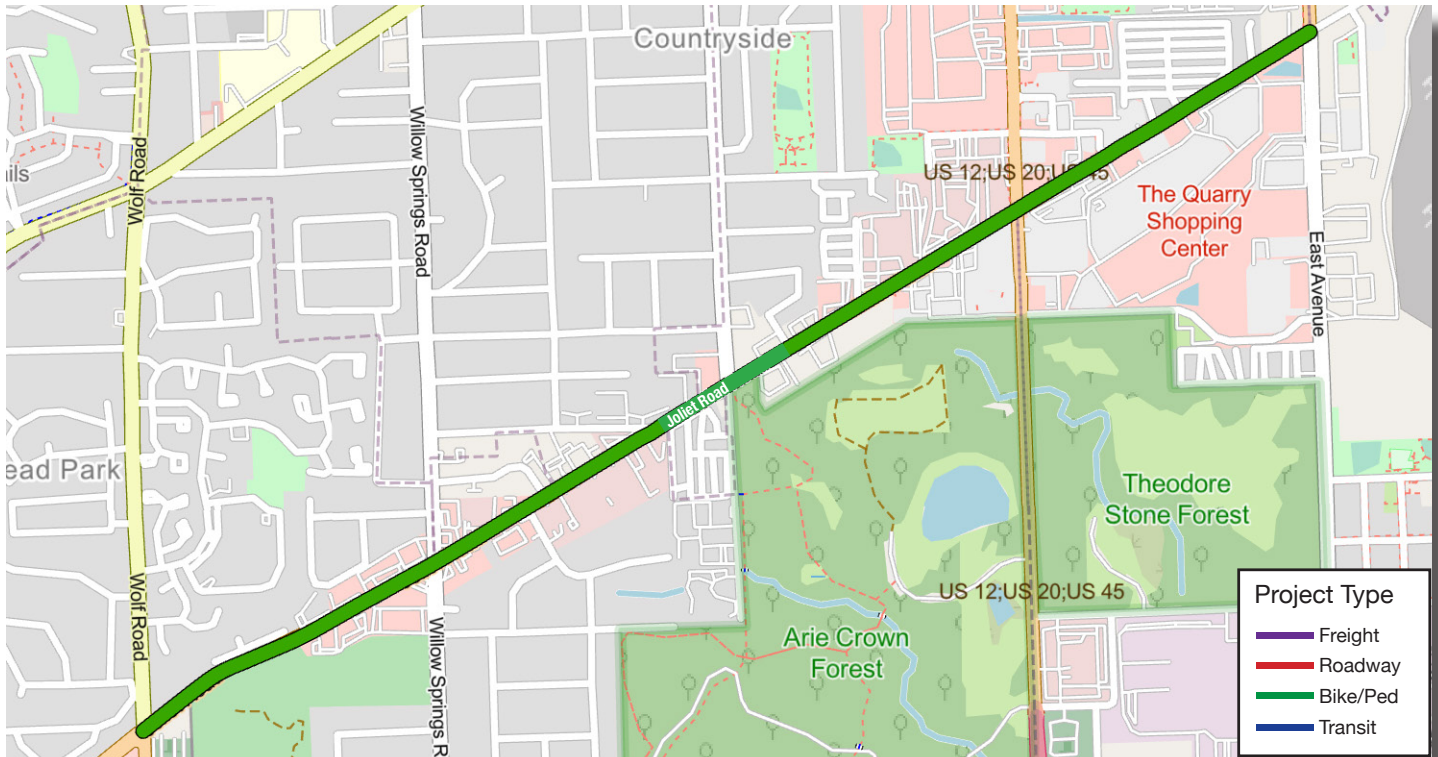 Countryside
Willow Springs Road
Wolf Road
ills
US 12;US 20;US 45
The Quarry
Shopping
Center
East Avenue
Joliet Road
ead Park
Theodore
Stone Forest
US 12;US 20;US 45
Wolf Road
Willow Springs R
Arie Crown
Forest
Project Type
Freight
Roadway
Bike/Ped
Transit